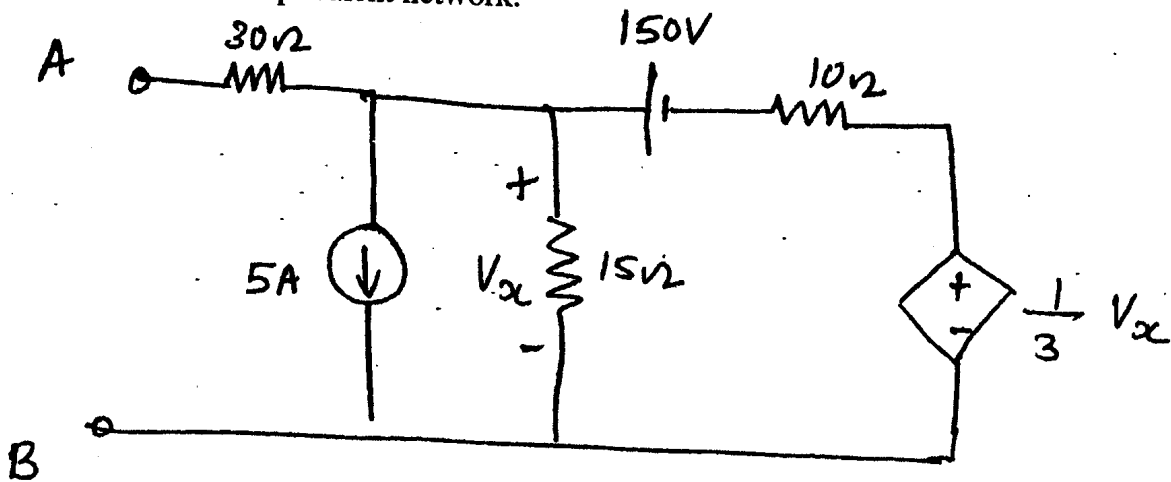 network.
A
30Ω
150V
10Ω
5A
+
Vx
-
15Ω
+
-
1/3 Vx
B